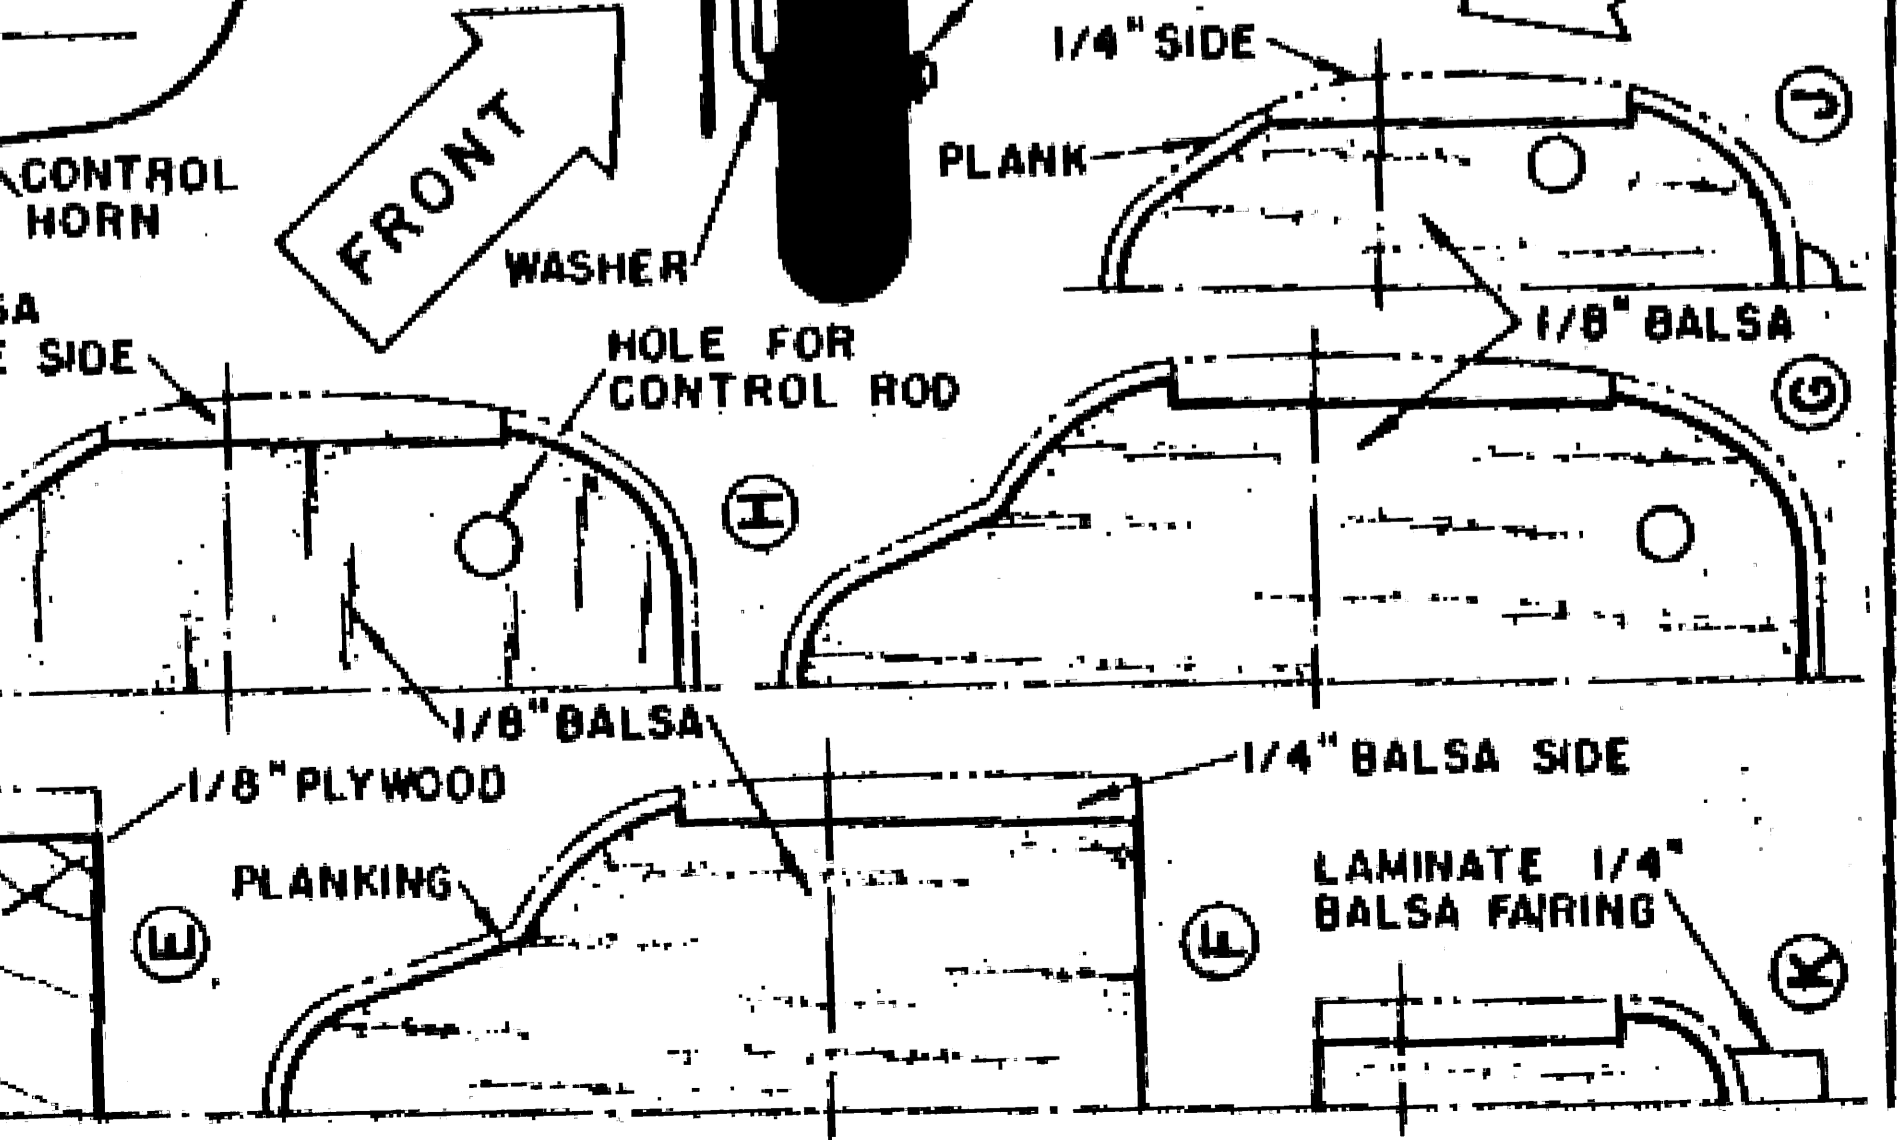 1/4" SIDE
J
PLANK
CONTROL
HORN
FRONT
WASHER
SIDE
HOLE FOR
CONTROL ROD
1/8" BALSA
G
H
1/8" BALSA
1/8" PLYWOOD
1/4" BALSA SIDE
PLANKING
LAMINATE 1/4"
BALSA FAIRING
E
F
K